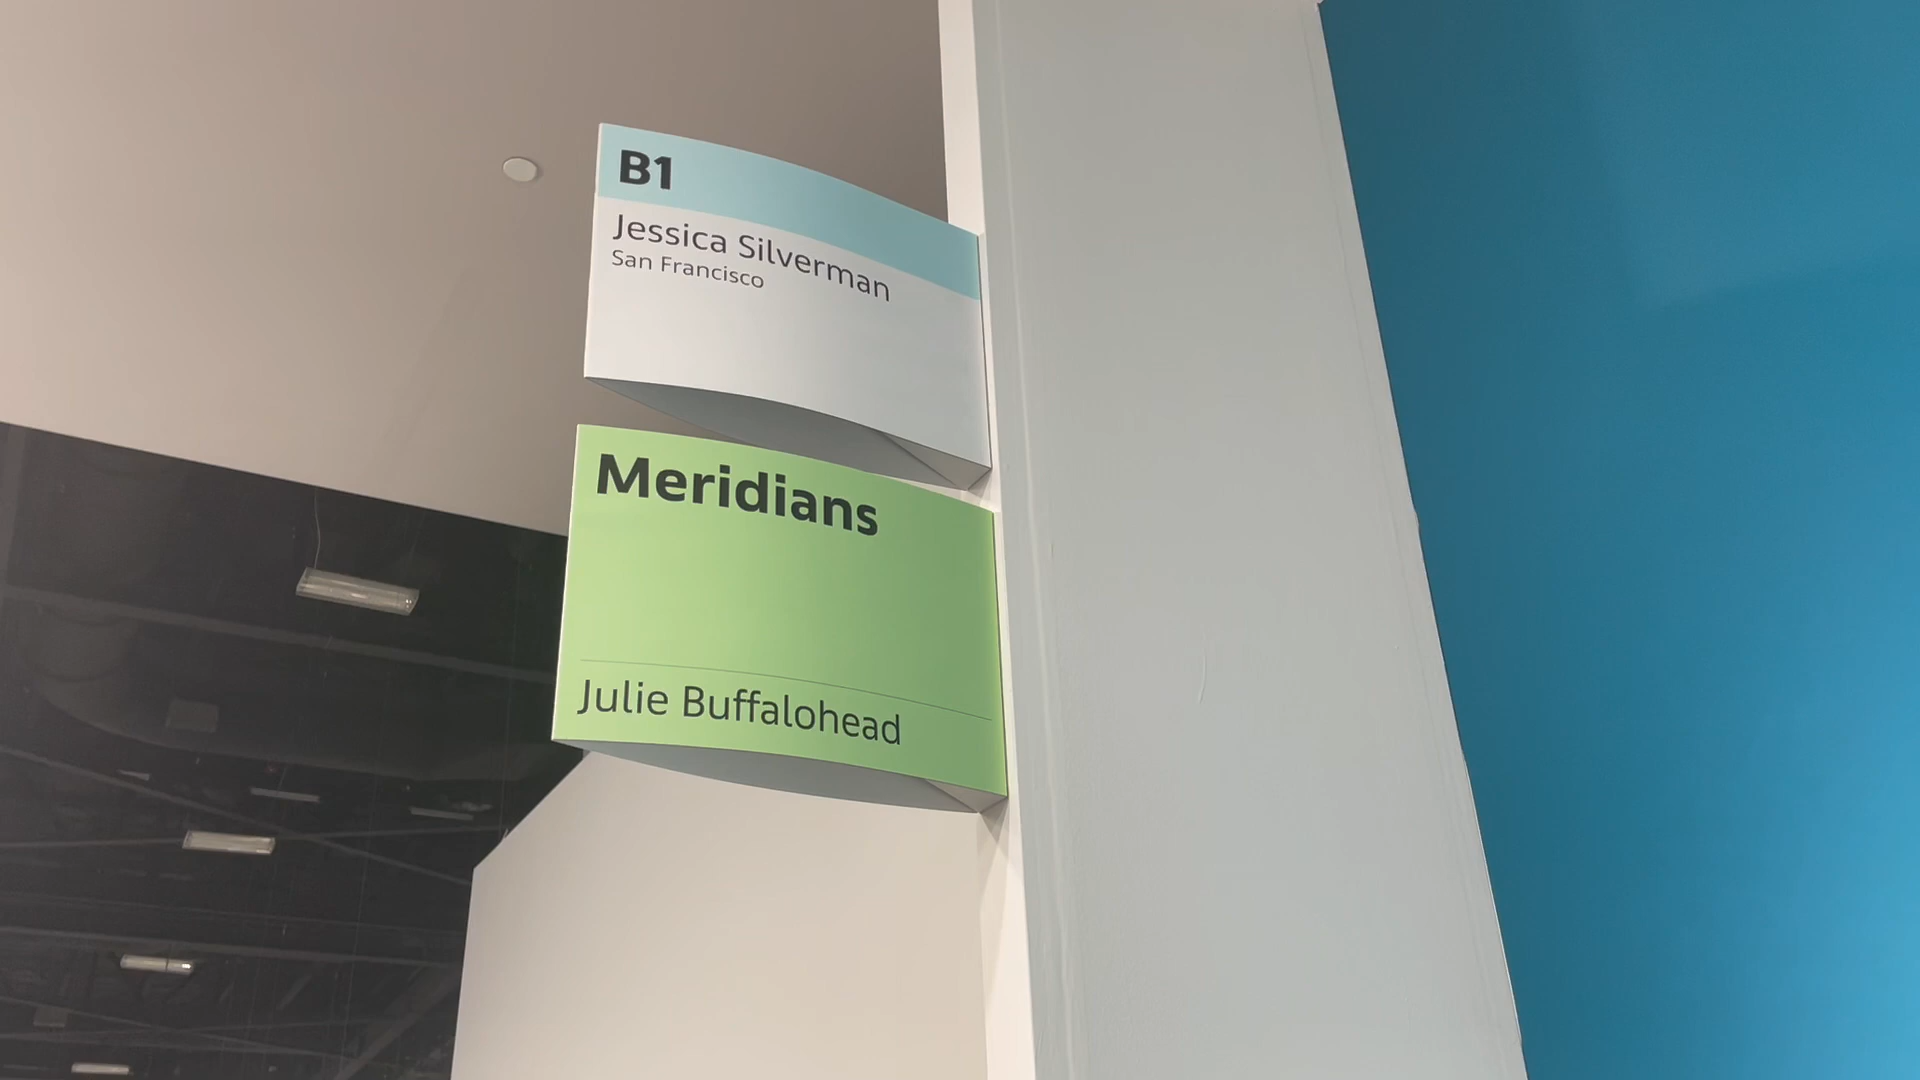 B1
Jessica Silverman
San Francisco
Meridians
Julie Buffalohead